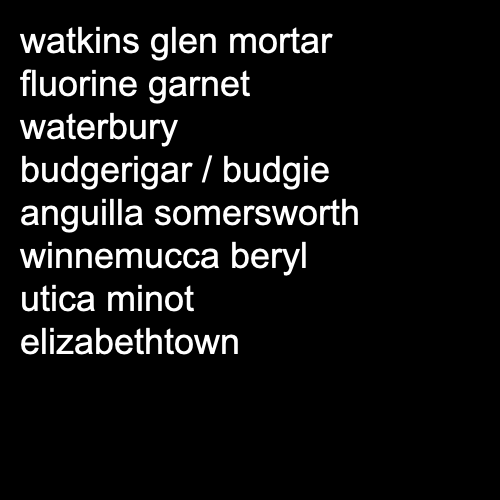 watkins glen mortar
fluorine garnet
waterbury
budgerigar / budgie
anguilla somersworth
winnemucca beryl
utica minot
elizabethtown